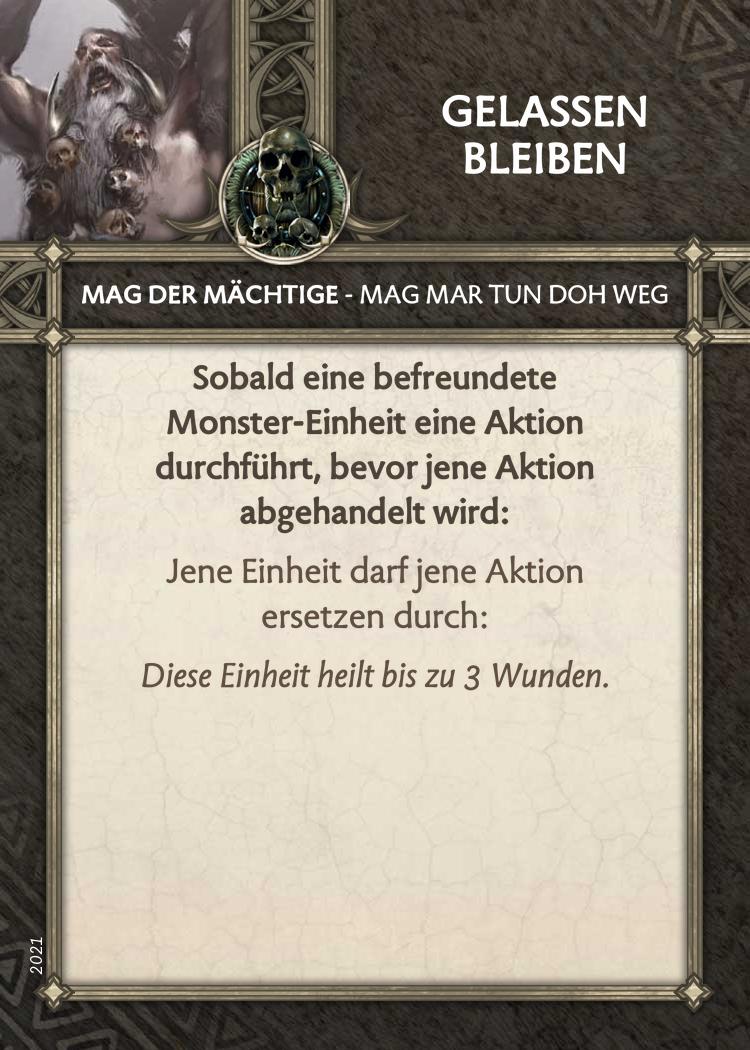 GELASSEN
BLEIBEN
MAG DER MÄCHTIGE - MAG MAR TUN DOH WEG
Sobald eine befreundete
Monster-Einheit eine Aktion
durchführt, bevor jene Aktion
abgehandelt wird:
Jene Einheit darf jene Aktion
ersetzen durch:
Diese Einheit heilt bis zu 3 Wunden.
2021